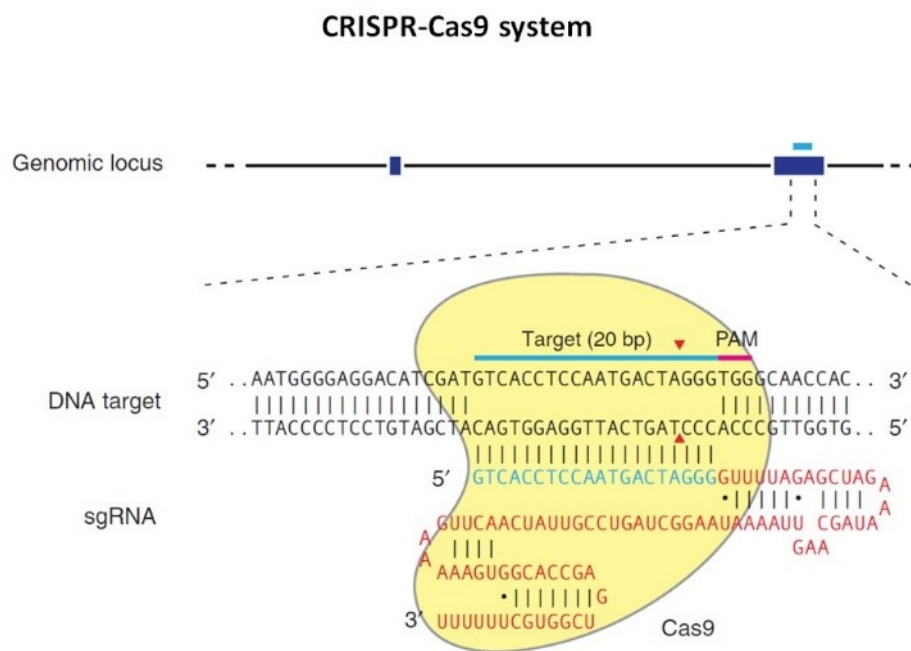 CRISPR-Cas9 system
Genomic locus
Target (20 bp) PAM
5′ ..AATGGGGAGGACATCGATGTCACCTCCAATGACTAGGGTGGGCAACCAC.. 3′
DNA target
3′ ..TTACCCCTCCTGTAGCTACAGTGGAGGTTACTGATCCCACCCGTTGGTG.. 5′
5′ GTCACCTCCAATGACTAGGGGUUUUAGAGCUAG
A
sgRNA
A
GUUCAACUAUUGCCUGAUCGGAAUAAAAUU CGAUA
A
GAA
A
AAAGUGGCACCGA
G
3′ UUUUUUCGUGGCU
Cas9